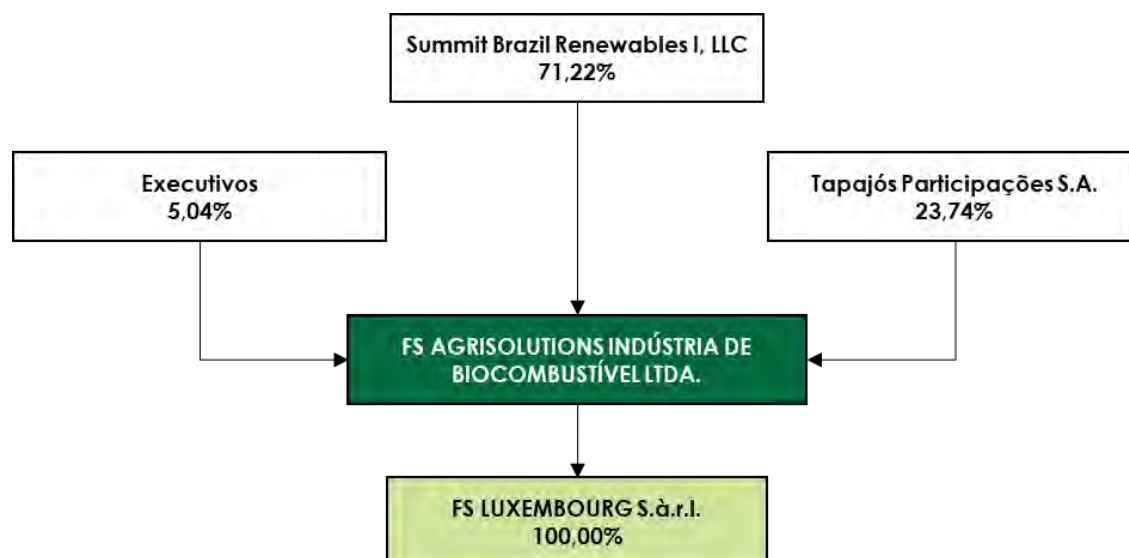 Summit Brazil Renewables I, LLC
71,22%
Executivos
5,04%
Tapajós Participações S.A.
23,74%
FS AGRISOLUTIONS INDÚSTRIA DE
BIOCOMBUSTÍVEL LTDA.
FS LUXEMBOURG S.à.r.l.
100,00%